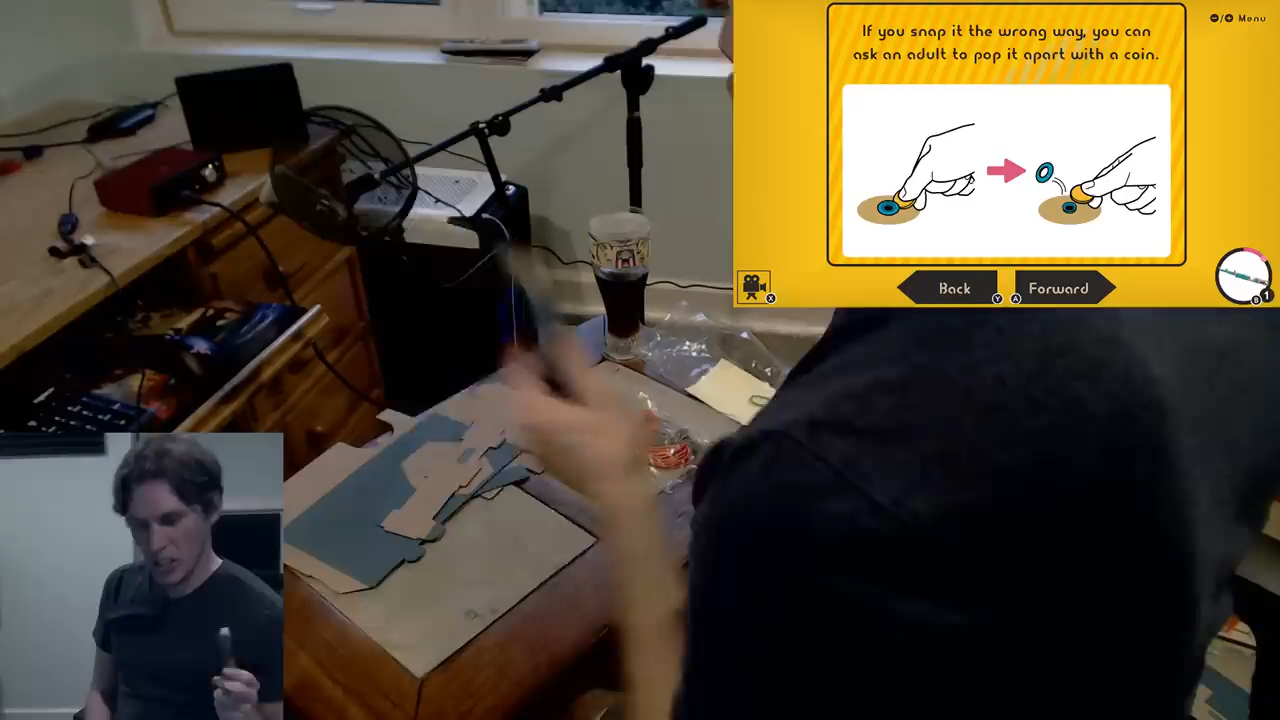 If you snap it the wrong way, you can
ask an adult to pop it apart with a coin.
⊖/⊕ Menu
X
Back
Y
A
Forward
B
1